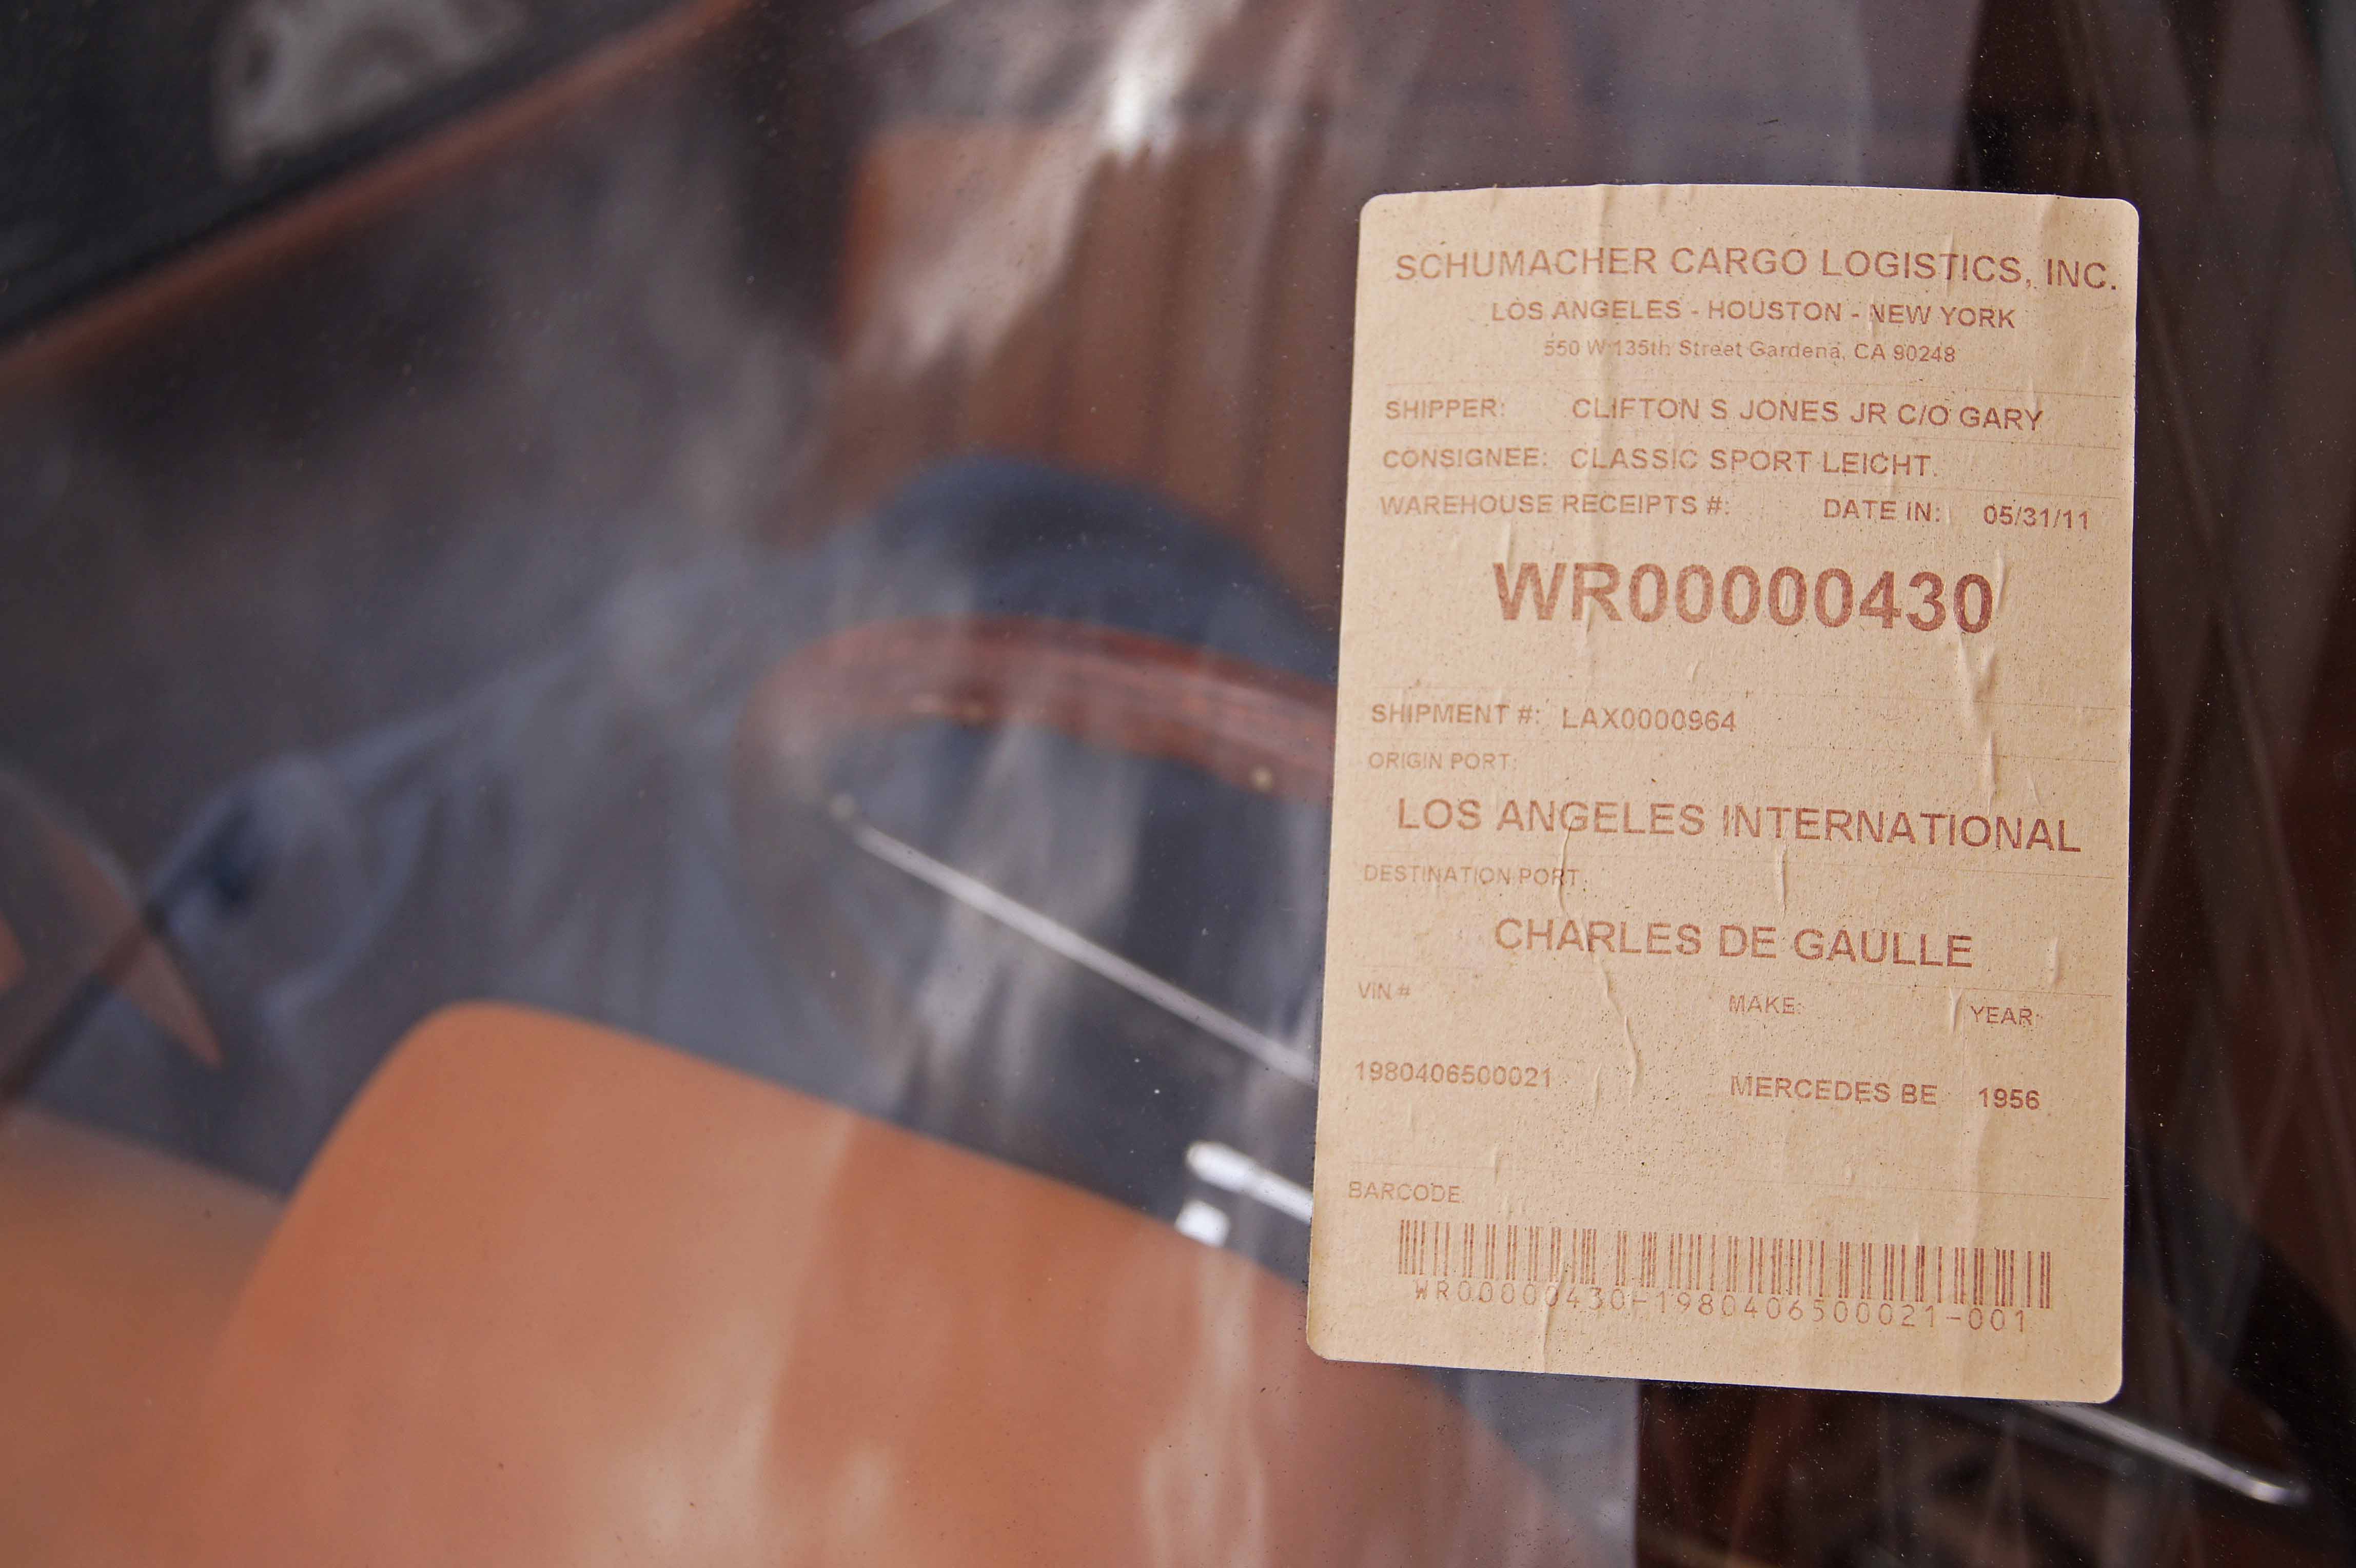 SCHUMACHER CARGO LOGISTICS, INC.
LOS ANGELES - HOUSTON - NEW YORK
550 W 135th Street Gardena, CA 90248
SHIPPER: CLIFTON S JONES JR C/O GARY
CONSIGNEE: CLASSIC SPORT LEICHT.
WAREHOUSE RECEIPTS #: DATE IN: 05/31/11
WR00000430
SHIPMENT #: LAX0000964
ORIGIN PORT:
LOS ANGELES INTERNATIONAL
DESTINATION PORT:
CHARLES DE GAULLE
VIN # MAKE: YEAR:
1980406500021 MERCEDES BE 1956
BARCODE:
WR00000430-1980406500021-001